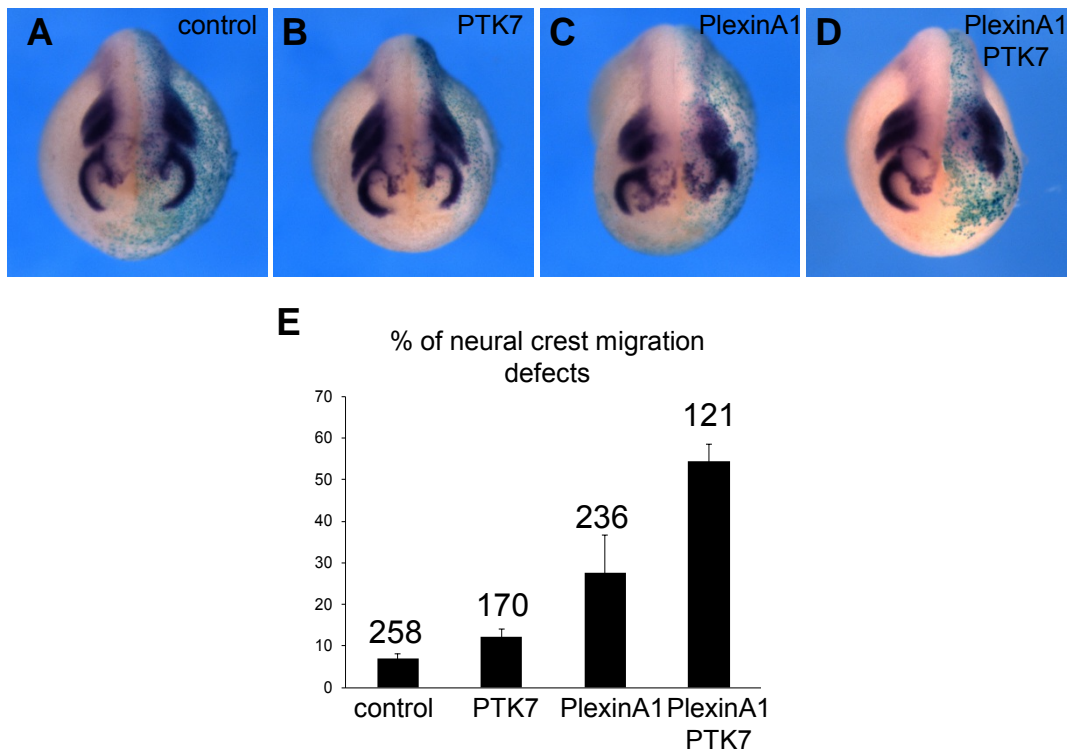 A
control
B
PTK7
C
PlexinA1
D
PlexinA1
PTK7
E
% of neural crest migration
defects
70
60
50
40
30
20
10
0
258
170
236
121
control
PTK7
PlexinA1
PlexinA1
PTK7